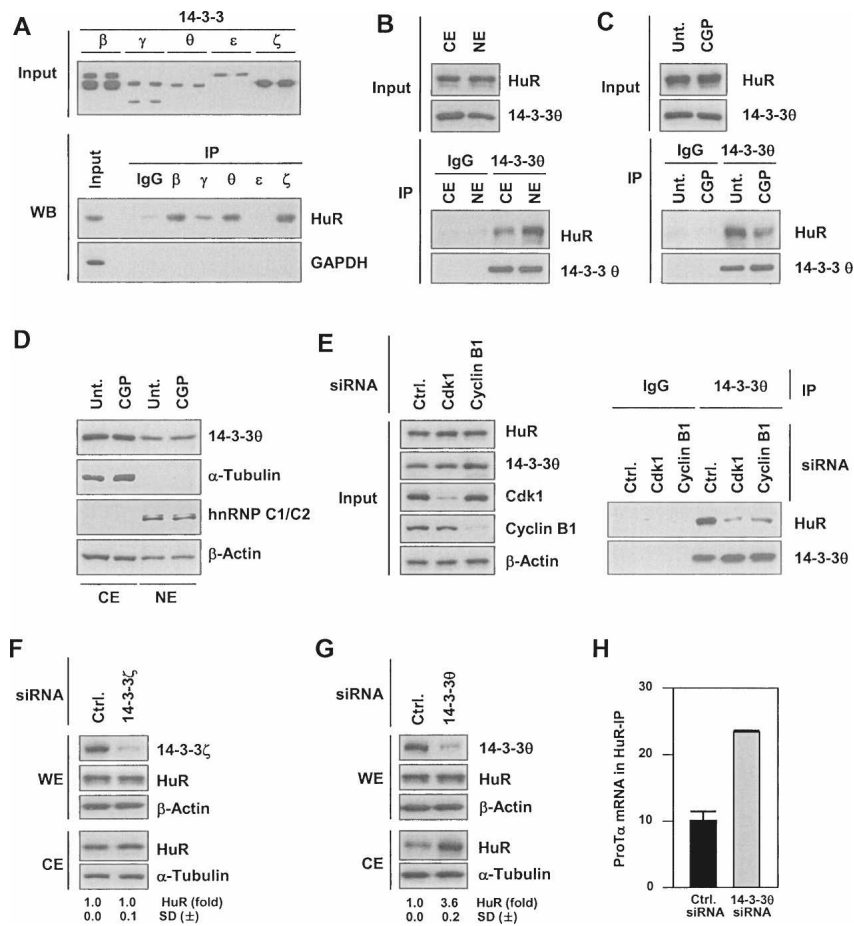 A
14-3-3
β γ θ ε ζ
Input
IP
Input IgG β γ θ ε ζ
WB
HuR
GAPDH
B
CE NE
Input
HuR
14-3-3θ
IgG 14-3-3θ
CE NE CE NE
IP
HuR
14-3-3 θ
C
Unt. CGP
Input
HuR
14-3-3θ
IgG 14-3-3θ
Unt. CGP Unt. CGP
IP
HuR
14-3-3 θ
D
Unt. CGP Unt. CGP
14-3-3θ
α-Tubulin
hnRNP C1/C2
β-Actin
CE NE
E
siRNA
Ctrl. Cdk1 Cyclin B1
Input
HuR
14-3-3θ
Cdk1
Cyclin B1
β-Actin
IgG 14-3-3θ IP
Ctrl. Cdk1 Cyclin B1 Ctrl. Cdk1 Cyclin B1 siRNA
HuR
14-3-3θ
F
siRNA
Ctrl. 14-3-3ζ
WE
14-3-3ζ
HuR
β-Actin
CE
HuR
α-Tubulin
1.0 1.0 HuR (fold)
0.0 0.1 SD (±)
G
siRNA
Ctrl. 14-3-3θ
WE
14-3-3θ
HuR
β-Actin
CE
HuR
α-Tubulin
1.0 3.6 HuR (fold)
0.0 0.2 SD (±)
H
ProTα mRNA in HuR-IP
30
20
10
0
Ctrl. siRNA
14-3-3θ siRNA